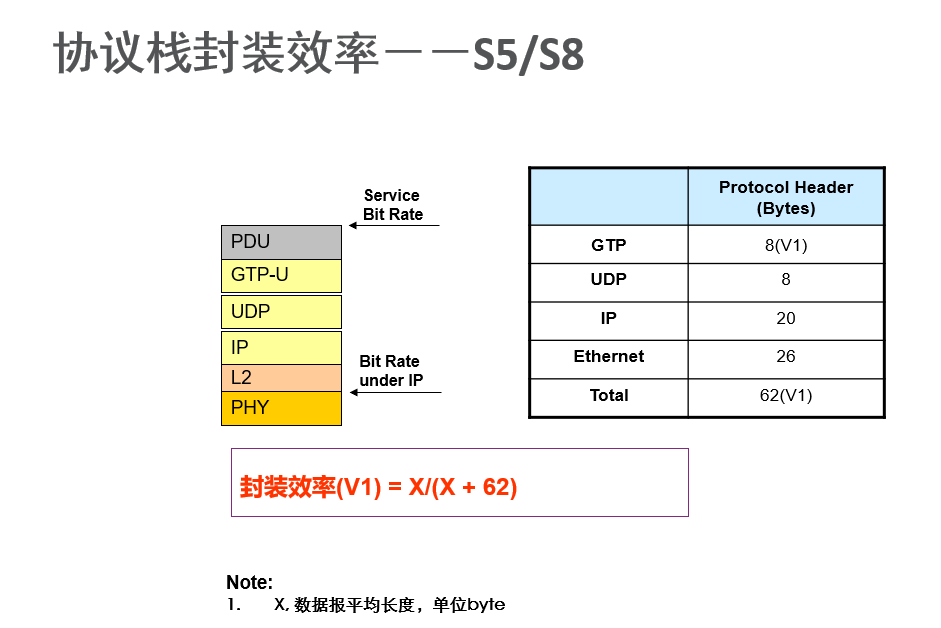 协议栈封装效率－－S5/S8
Service
Bit Rate
PDU
GTP-U
UDP
IP
L2
PHY
Bit Rate
under IP
Protocol Header
(Bytes)
GTP 8(V1)
UDP 8
IP 20
Ethernet 26
Total 62(V1)
封装效率(V1) = X/(X + 62)
Note:
1. X, 数据报平均长度，单位byte